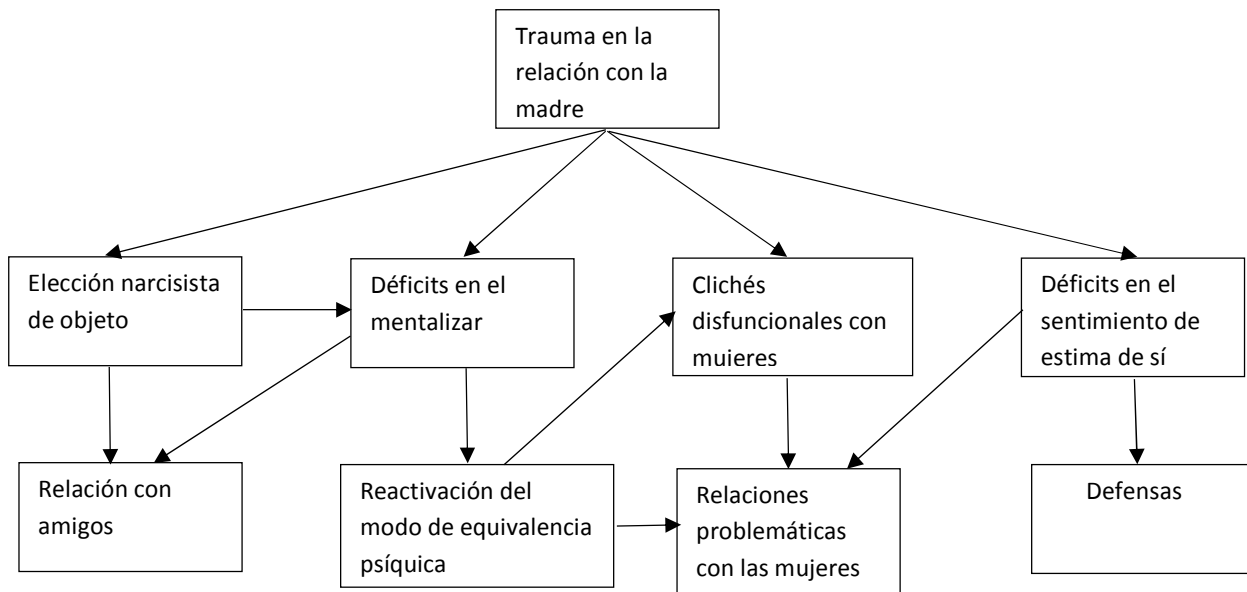 Trauma en la
relación con la
madre
Elección narcisista
de objeto
Déficits en el
mentalizar
Clichés
disfuncionales con
mujeres
Déficits en el
sentimiento de
estima de sí
Relación con
amigos
Reactivación del
modo de equivalencia
psíquica
Relaciones
problemáticas
con las mujeres
Defensas